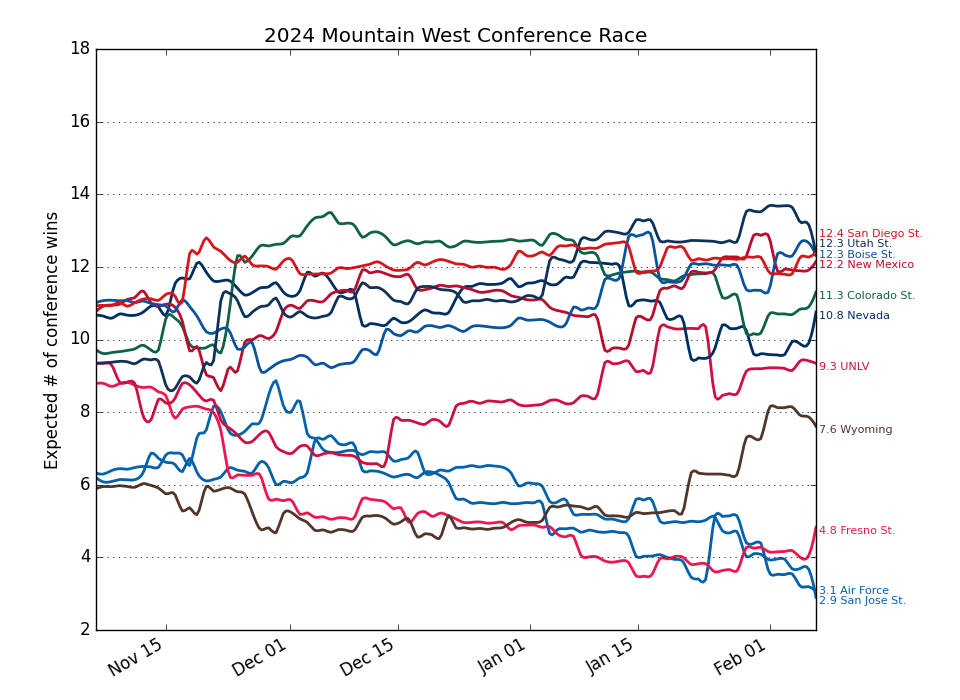 2024 Mountain West Conference Race
Expected # of conference wins
18
16
14
12
10
8
6
4
2
12.4 San Diego St.
12.3 Utah St.
12.3 Boise St.
12.2 New Mexico
11.3 Colorado St.
10.8 Nevada
9.3 UNLV
7.6 Wyoming
4.8 Fresno St.
3.1 Air Force
2.9 San Jose St.
Nov 15
Dec 01
Dec 15
Jan 01
Jan 15
Feb 01